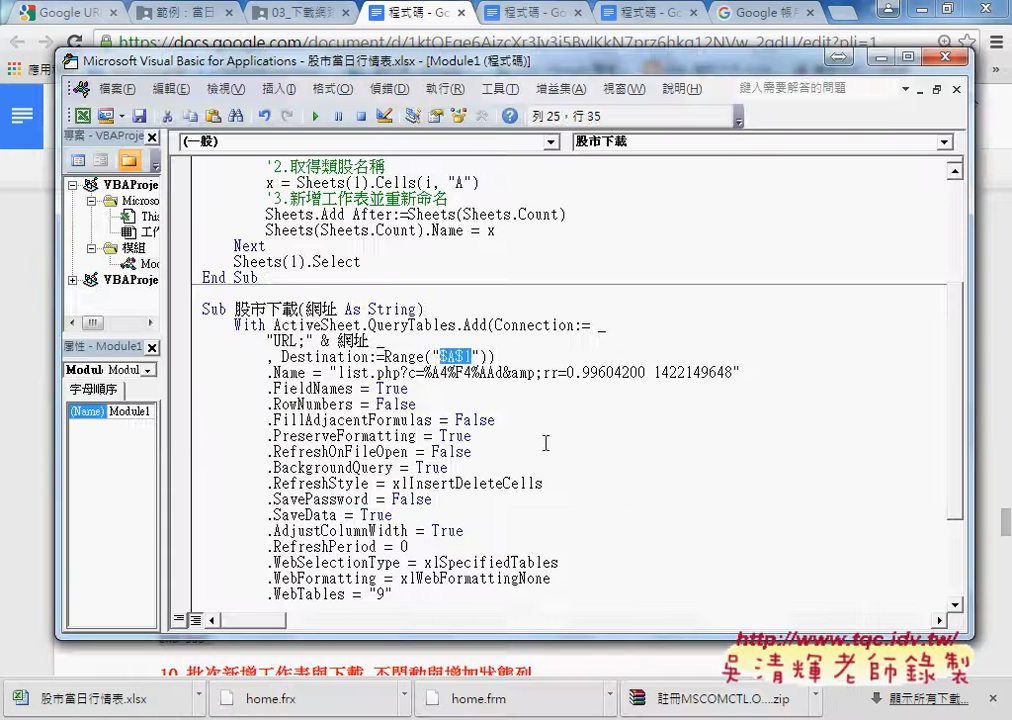 Google UR
範例：當日
03_下載網頁
程式碼 - Go
程式碼 - Go
程式碼 - Go
Google 帳戶
https://docs.google.com/document/d/
edit?pli=1
應用
Microsoft Visual Basic for Applications - 股市當日行情表.xlsx - [Module1 (程式碼)]
檔案(F) 編輯(E) 檢視(V) 插入(I) 格式(O) 偵錯(D) 執行(R) 工具(T) 增益集(A) 視窗(W) 說明(H)
鍵入需要解答的問題
列 25，行 35
專案 - VBAProje
(一般)
股市下載
VBAProje
Microso
This
工作
模組
Mod
VBAProje
屬性 - Module1
Modul Modul
字母順序
(Name) Module1
'2.取得類股名稱
x = Sheets(1).Cells(i, "A")
'3.新增工作表並重新命名
Sheets.Add After:=Sheets(Sheets.Count)
Sheets(Sheets.Count).Name = x
Next
Sheets(1).Select
End Sub
Sub 股市下載(網址 As String)
With ActiveSheet.QueryTables.Add(Connection:= _
"URL;" & 網址 _
, Destination:=Range("$A$1"))
.Name = "list.php?c=%A4%F4%AAd&amp;rr=0.99604200 1422149648"
.FieldNames = True
.RowNumbers = False
.FillAdjacentFormulas = False
.PreserveFormatting = True
.RefreshOnFileOpen = False
.BackgroundQuery = True
.RefreshStyle = xlInsertDeleteCells
.SavePassword = False
.SaveData = True
.AdjustColumnWidth = True
.RefreshPeriod = 0
.WebSelectionType = xlSpecifiedTables
.WebFormatting = xlWebFormattingNone
.WebTables = "9"
http://www.tqc.idv.tw/
吳清輝老師錄製
10. 批次新增工作表與下載
股市當日行情表.xlsx
home.frx
home.frm
註冊MSCOMCTL.O....zip
顯示所有下載...